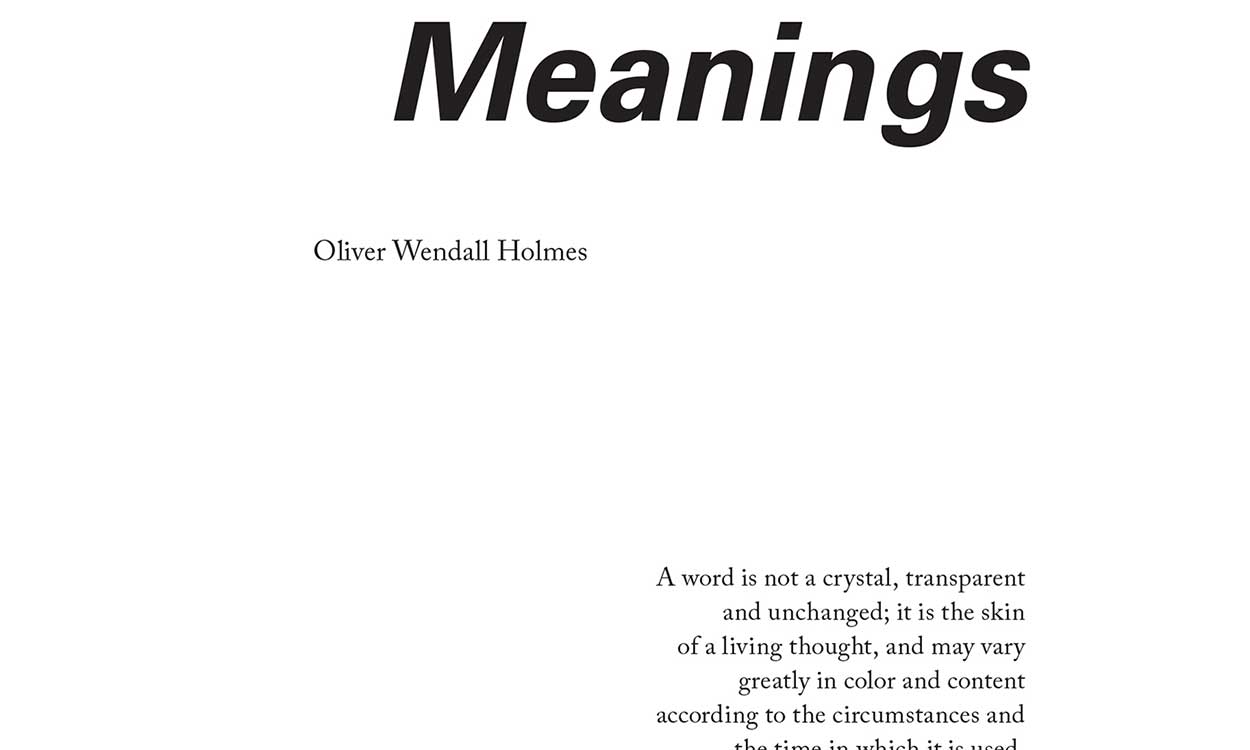 Meanings
Oliver Wendall Holmes
A word is not a crystal, transparent
and unchanged; it is the skin
of a living thought, and may vary
greatly in color and content
according to the circumstances and
the time in which it is used.